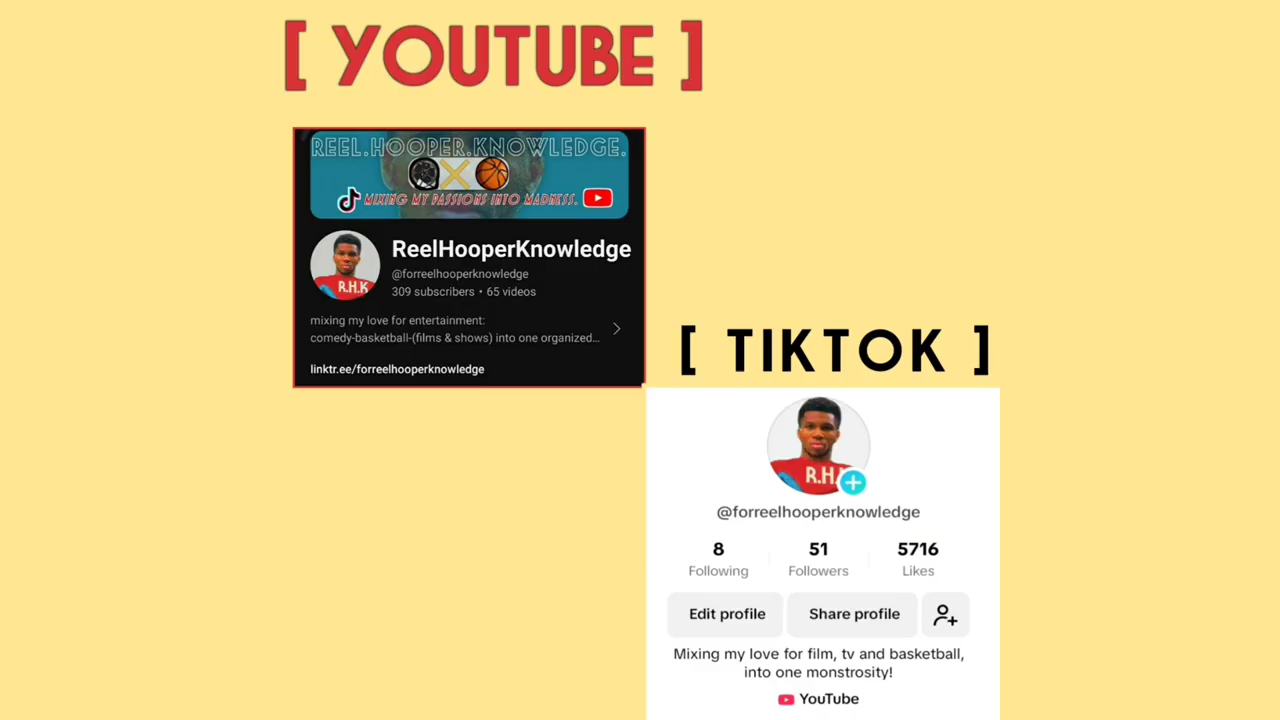 [ YOUTUBE ]
REEL.HOOPER.KNOWLEDGE.
MIXING MY PASSIONS INTO MADNESS.
R.H.K
ReelHooperKnowledge
@forreelhooperknowledge
309 subscribers • 65 videos
mixing my love for entertainment:
comedy-basketball-(films & shows) into one organized...
linktr.ee/forreelhooperknowledge
[ TIKTOK ]
R.H.
@forreelhooperknowledge
8 51 5716
Following Followers Likes
Edit profile Share profile
Mixing my love for film, tv and basketball,
into one monstrosity!
YouTube